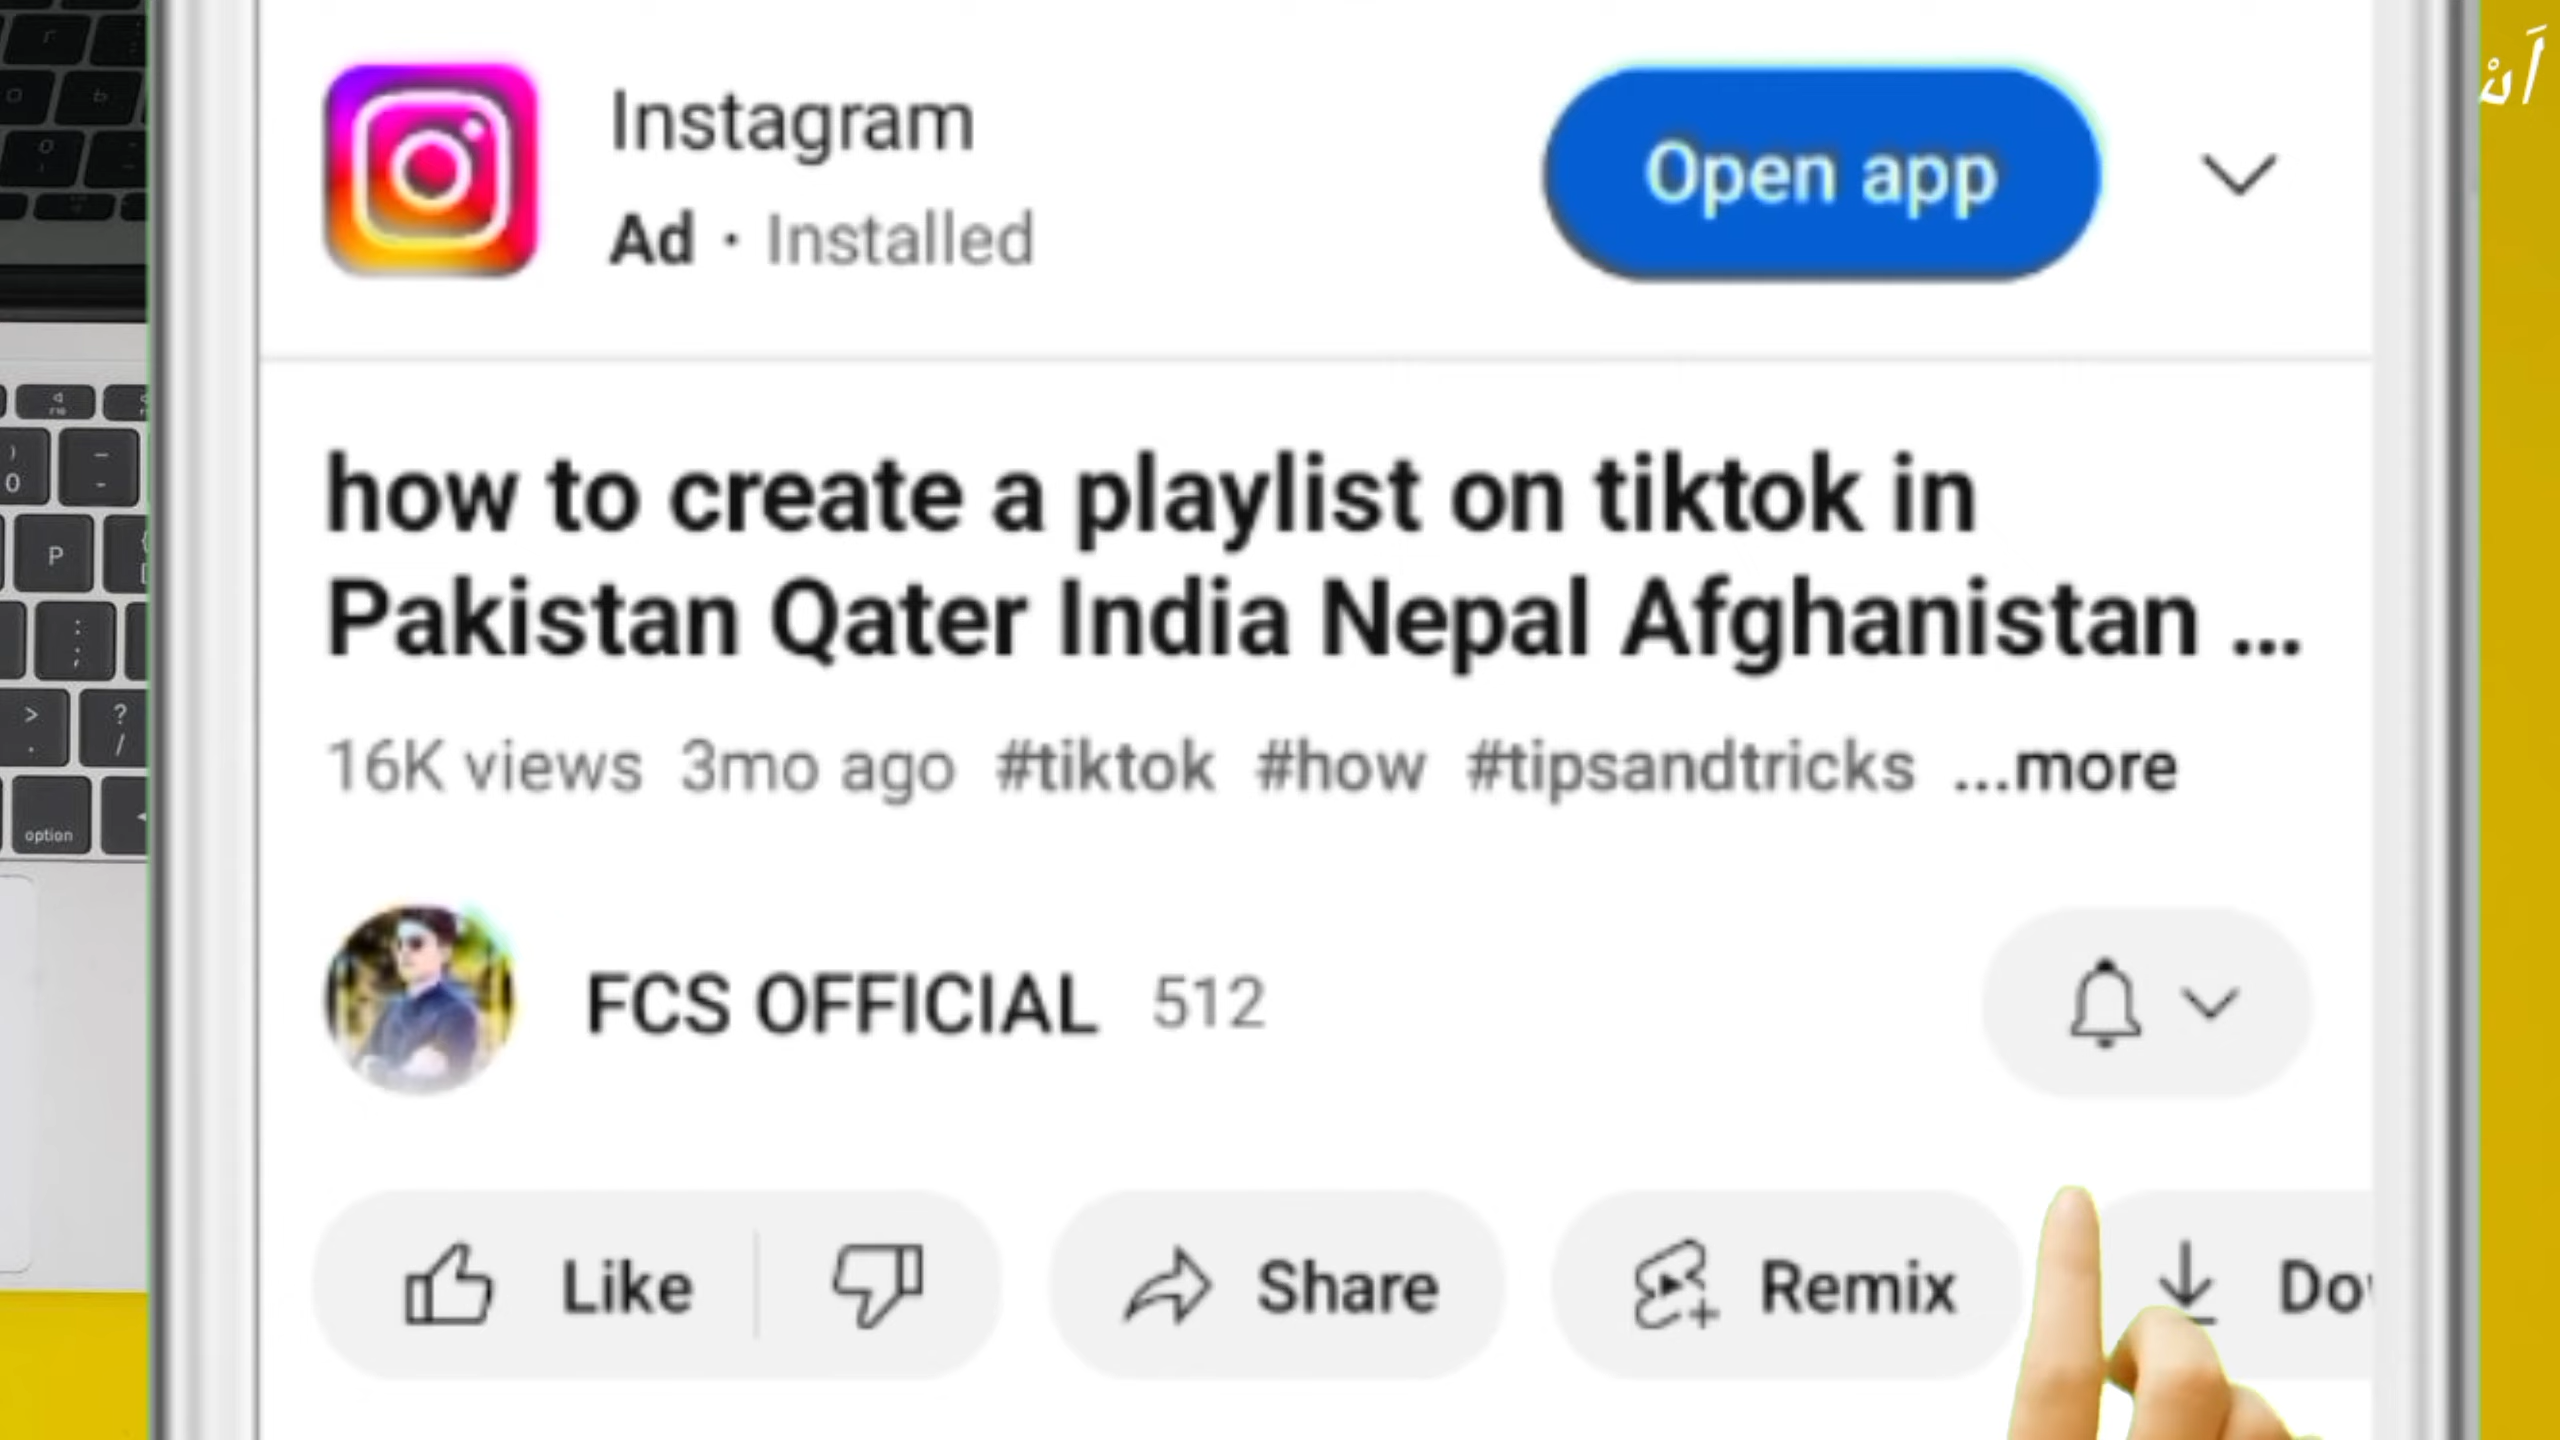 Instagram
Open app
Ad · Installed
how to create a playlist on tiktok in
Pakistan Qater India Nepal Afghanistan ...
16K views 3mo ago #tiktok #how #tipsandtricks ...more
FCS OFFICIAL 512
Like
Share
Remix
P
option